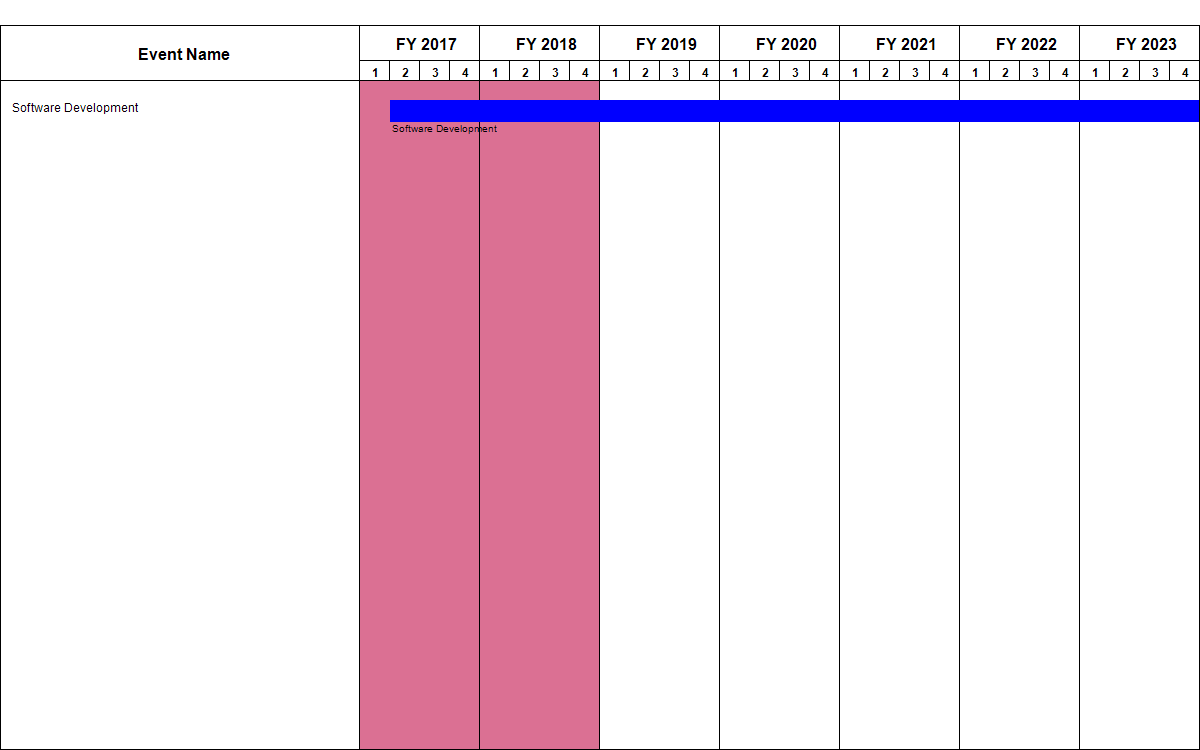 Event Name
FY 2017 FY 2018 FY 2019 FY 2020 FY 2021 FY 2022 FY 2023
1 2 3 4 1 2 3 4 1 2 3 4 1 2 3 4 1 2 3 4 1 2 3 4 1 2 3 4
Software Development
Software Development